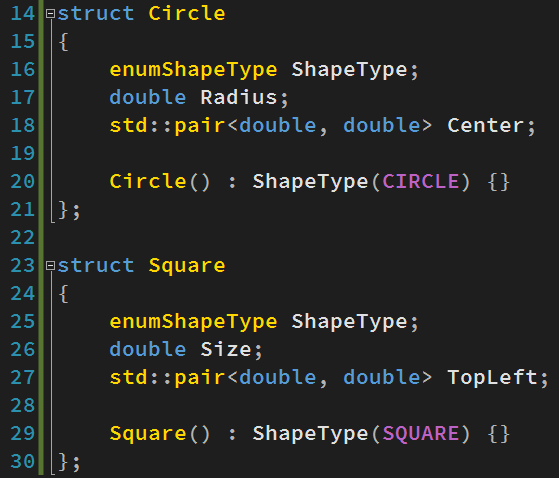 14 struct Circle
15 {
16     enumShapeType ShapeType;
17     double Radius;
18     std::pair<double, double> Center;
19
20     Circle() : ShapeType(CIRCLE) {}
21 };
22
23 struct Square
24 {
25     enumShapeType ShapeType;
26     double Size;
27     std::pair<double, double> TopLeft;
28
29     Square() : ShapeType(SQUARE) {}
30 };